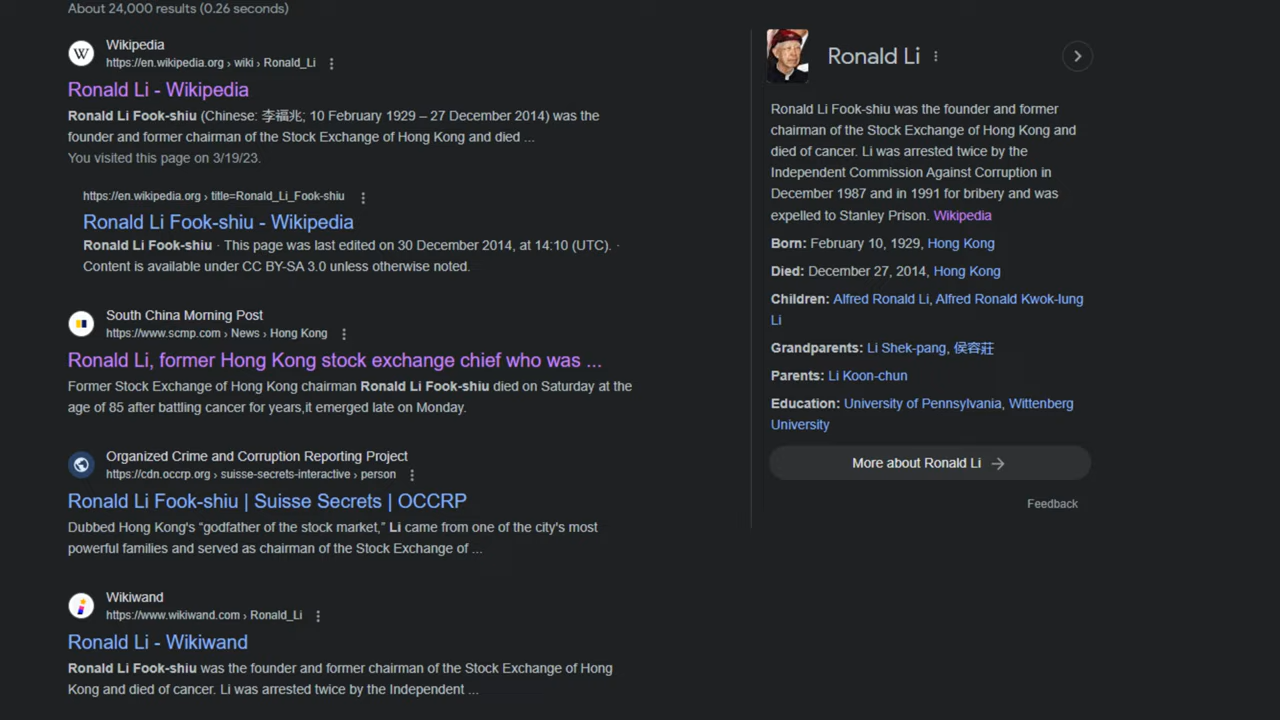 About 24,000 results (0.26 seconds)
W
Wikipedia
https://en.wikipedia.org › wiki › Ronald_Li
Ronald Li - Wikipedia
Ronald Li Fook-shiu (Chinese: 李福兆; 10 February 1929 – 27 December 2014) was the
founder and former chairman of the Stock Exchange of Hong Kong and died ...
You visited this page on 3/19/23.
https://en.wikipedia.org › title=Ronald_Li_Fook-shiu
Ronald Li Fook-shiu - Wikipedia
Ronald Li Fook-shiu · This page was last edited on 30 December 2014, at 14:10 (UTC). ·
Content is available under CC BY-SA 3.0 unless otherwise noted.
South China Morning Post
https://www.scmp.com › News › Hong Kong
Ronald Li, former Hong Kong stock exchange chief who was ...
Former Stock Exchange of Hong Kong chairman Ronald Li Fook-shiu died on Saturday at the
age of 85 after battling cancer for years,it emerged late on Monday.
Organized Crime and Corruption Reporting Project
https://cdn.occrp.org › suisse-secrets-interactive › person
Ronald Li Fook-shiu | Suisse Secrets | OCCRP
Dubbed Hong Kong's “godfather of the stock market,” Li came from one of the city's most
powerful families and served as chairman of the Stock Exchange of ...
Wikiwand
https://www.wikiwand.com › Ronald_Li
Ronald Li - Wikiwand
Ronald Li Fook-shiu was the founder and former chairman of the Stock Exchange of Hong
Kong and died of cancer. Li was arrested twice by the Independent ...
Ronald Li
Ronald Li Fook-shiu was the founder and former
chairman of the Stock Exchange of Hong Kong and
died of cancer. Li was arrested twice by the
Independent Commission Against Corruption in
December 1987 and in 1991 for bribery and was
expelled to Stanley Prison. Wikipedia
Born: February 10, 1929, Hong Kong
Died: December 27, 2014, Hong Kong
Children: Alfred Ronald Li, Alfred Ronald Kwok-lung
Li
Grandparents: Li Shek-pang, 侯容莊
Parents: Li Koon-chun
Education: University of Pennsylvania, Wittenberg
University
More about Ronald Li →
Feedback